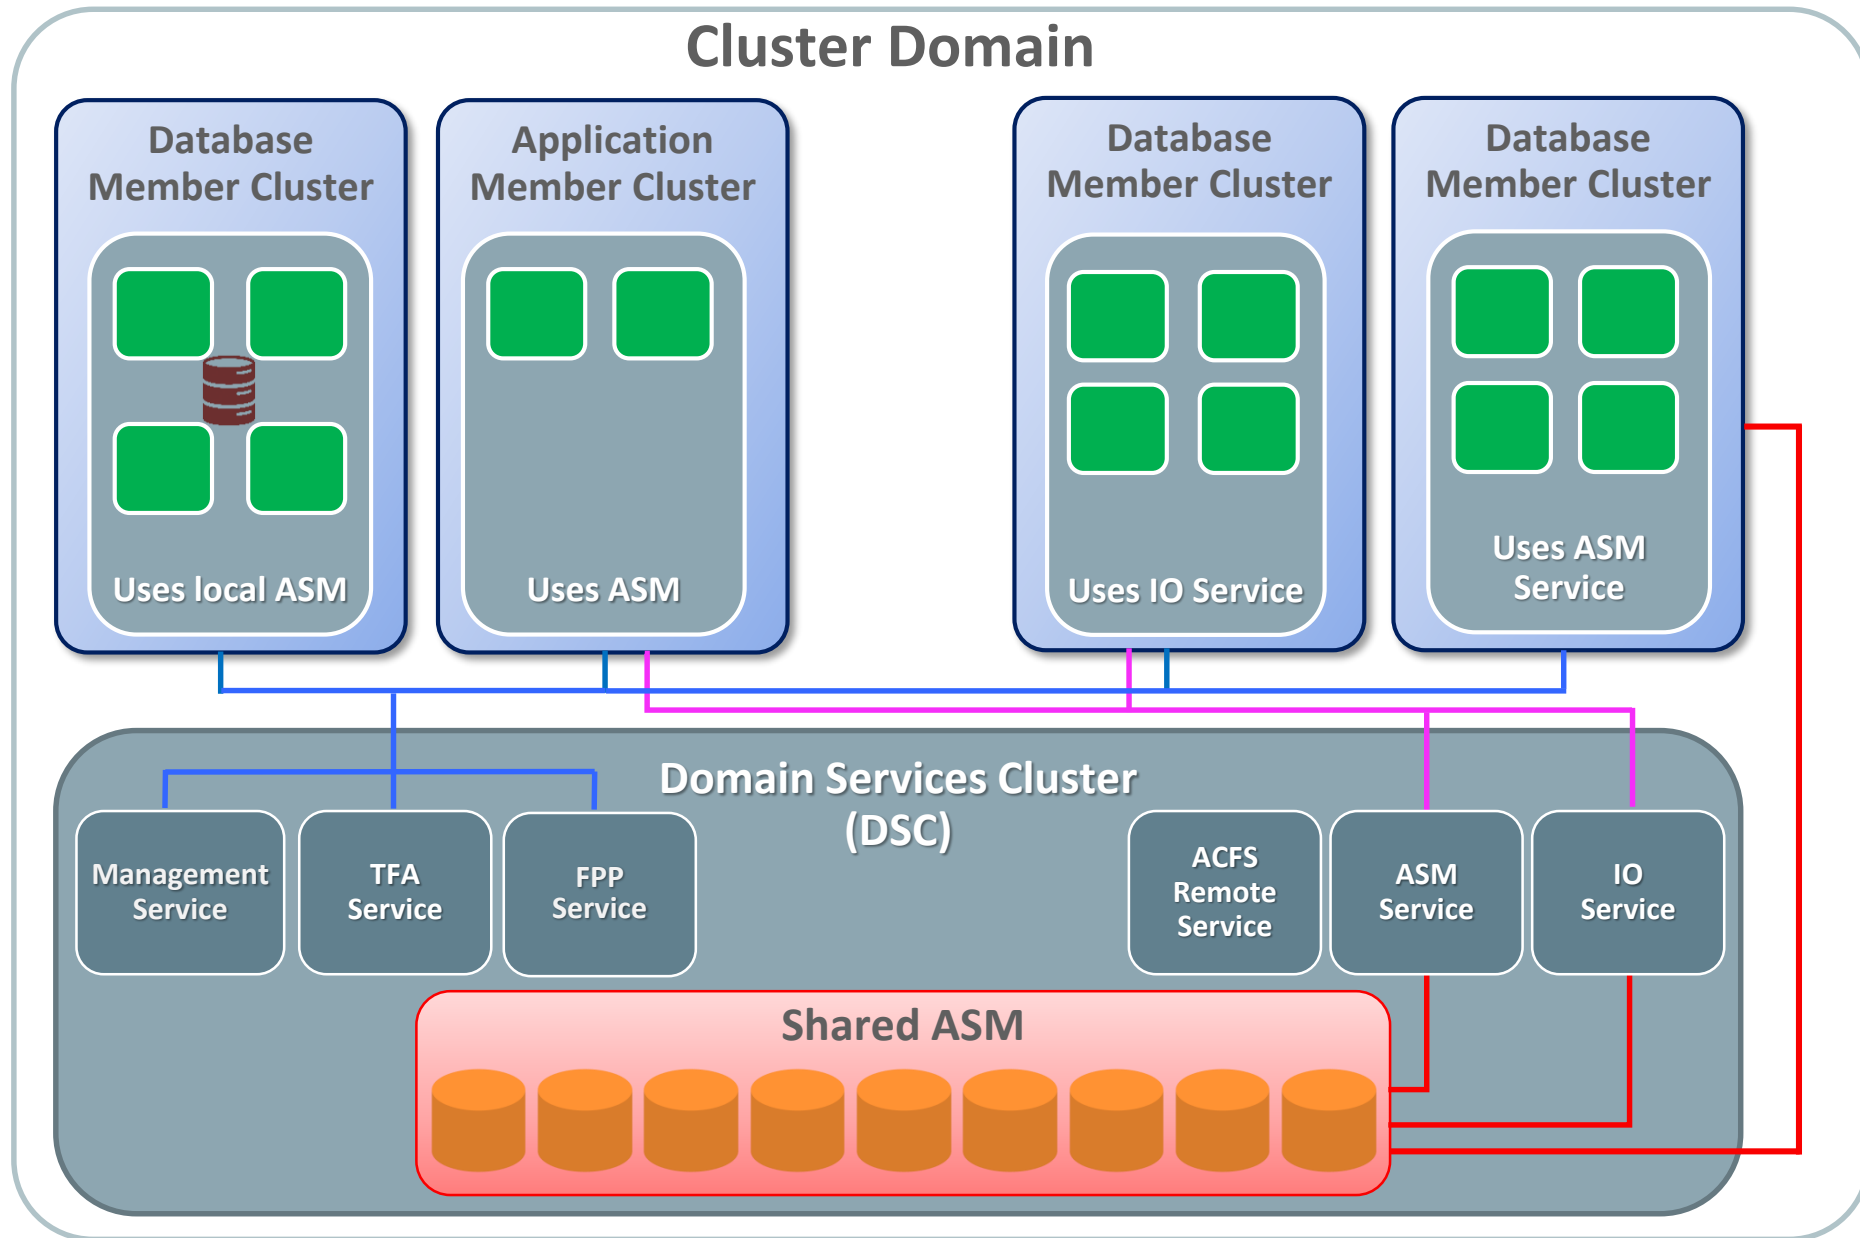 Cluster Domain
Database
Member Cluster
Uses local ASM
Application
Member Cluster
Uses ASM
Database
Member Cluster
Uses IO Service
Database
Member Cluster
Uses ASM
Service
Domain Services Cluster
(DSC)
Management
Service
TFA
Service
FPP
Service
ACFS
Remote
Service
ASM
Service
IO
Service
Shared ASM